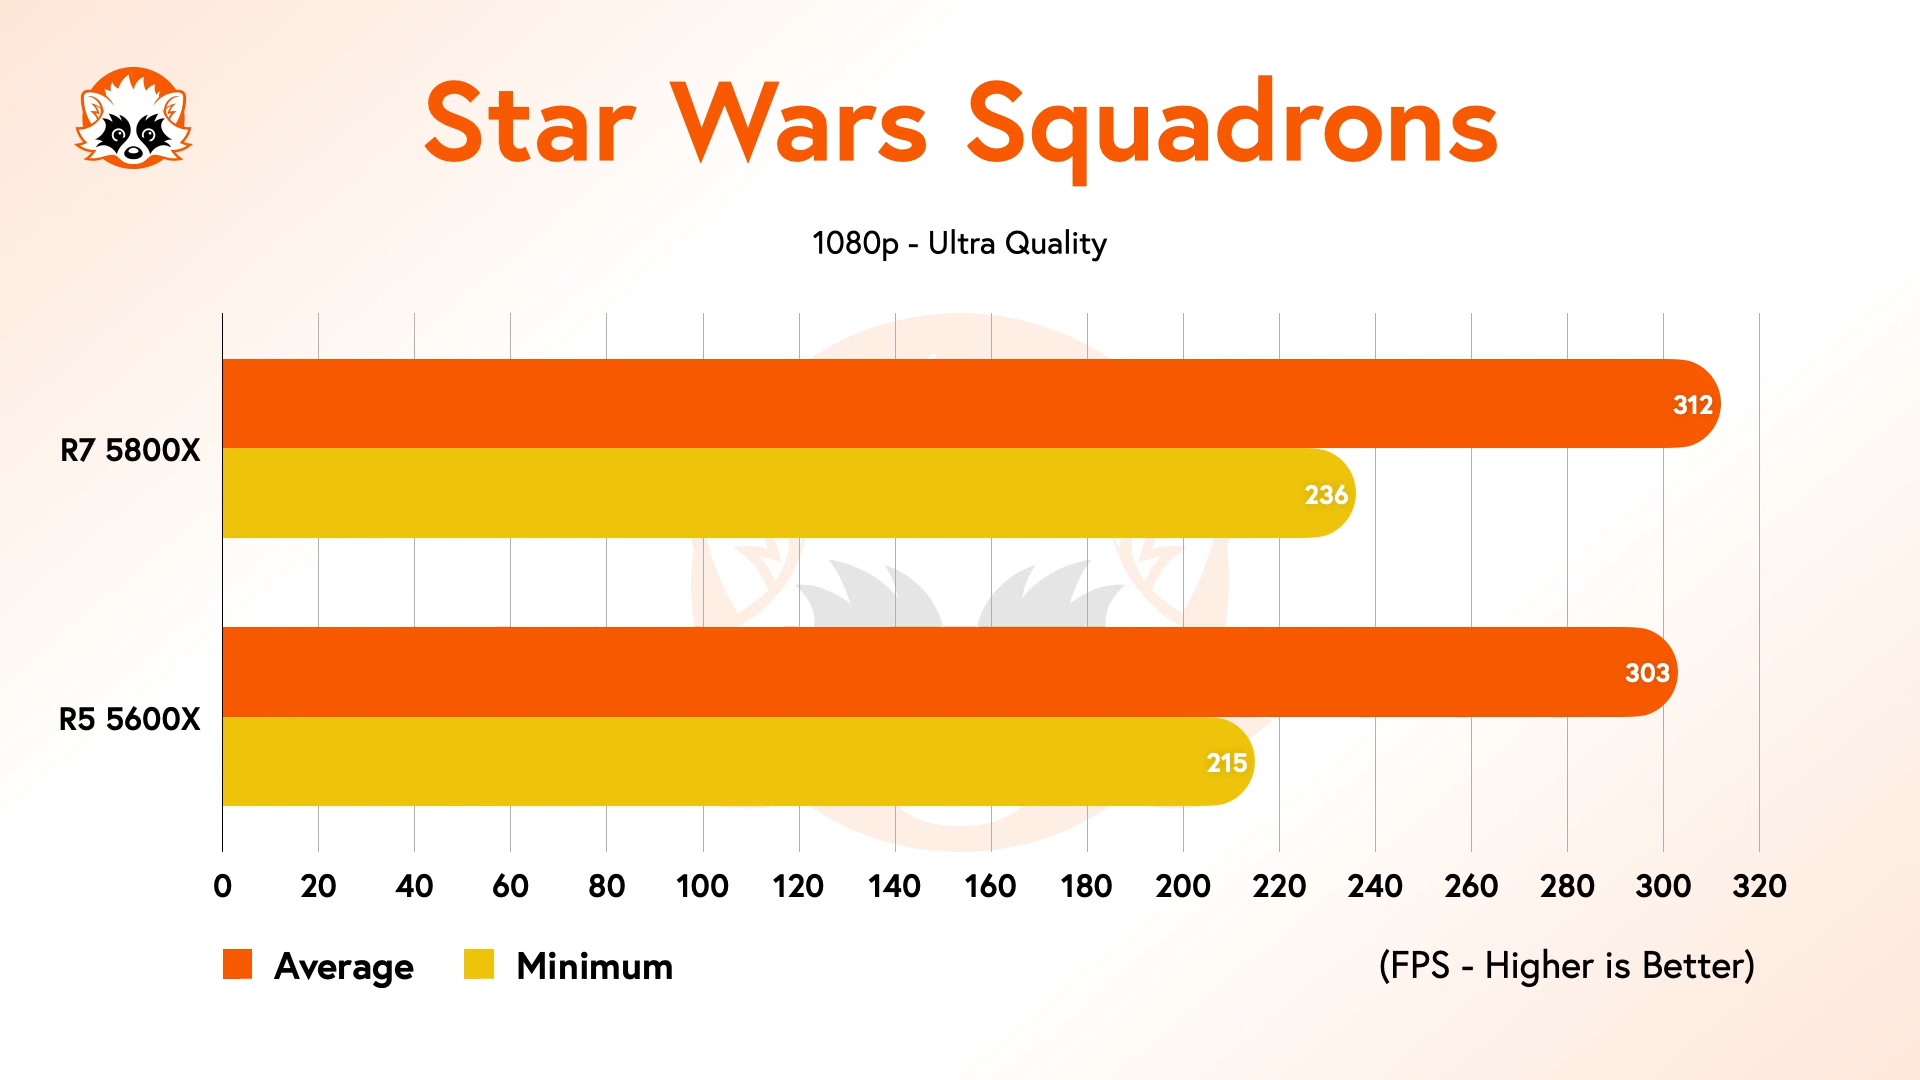 Star Wars Squadrons
1080p - Ultra Quality
R7 5800X
312
236
R5 5600X
303
215
0 20 40 60 80 100 120 140 160 180 200 220 240 260 280 300 320
Average Minimum (FPS - Higher is Better)